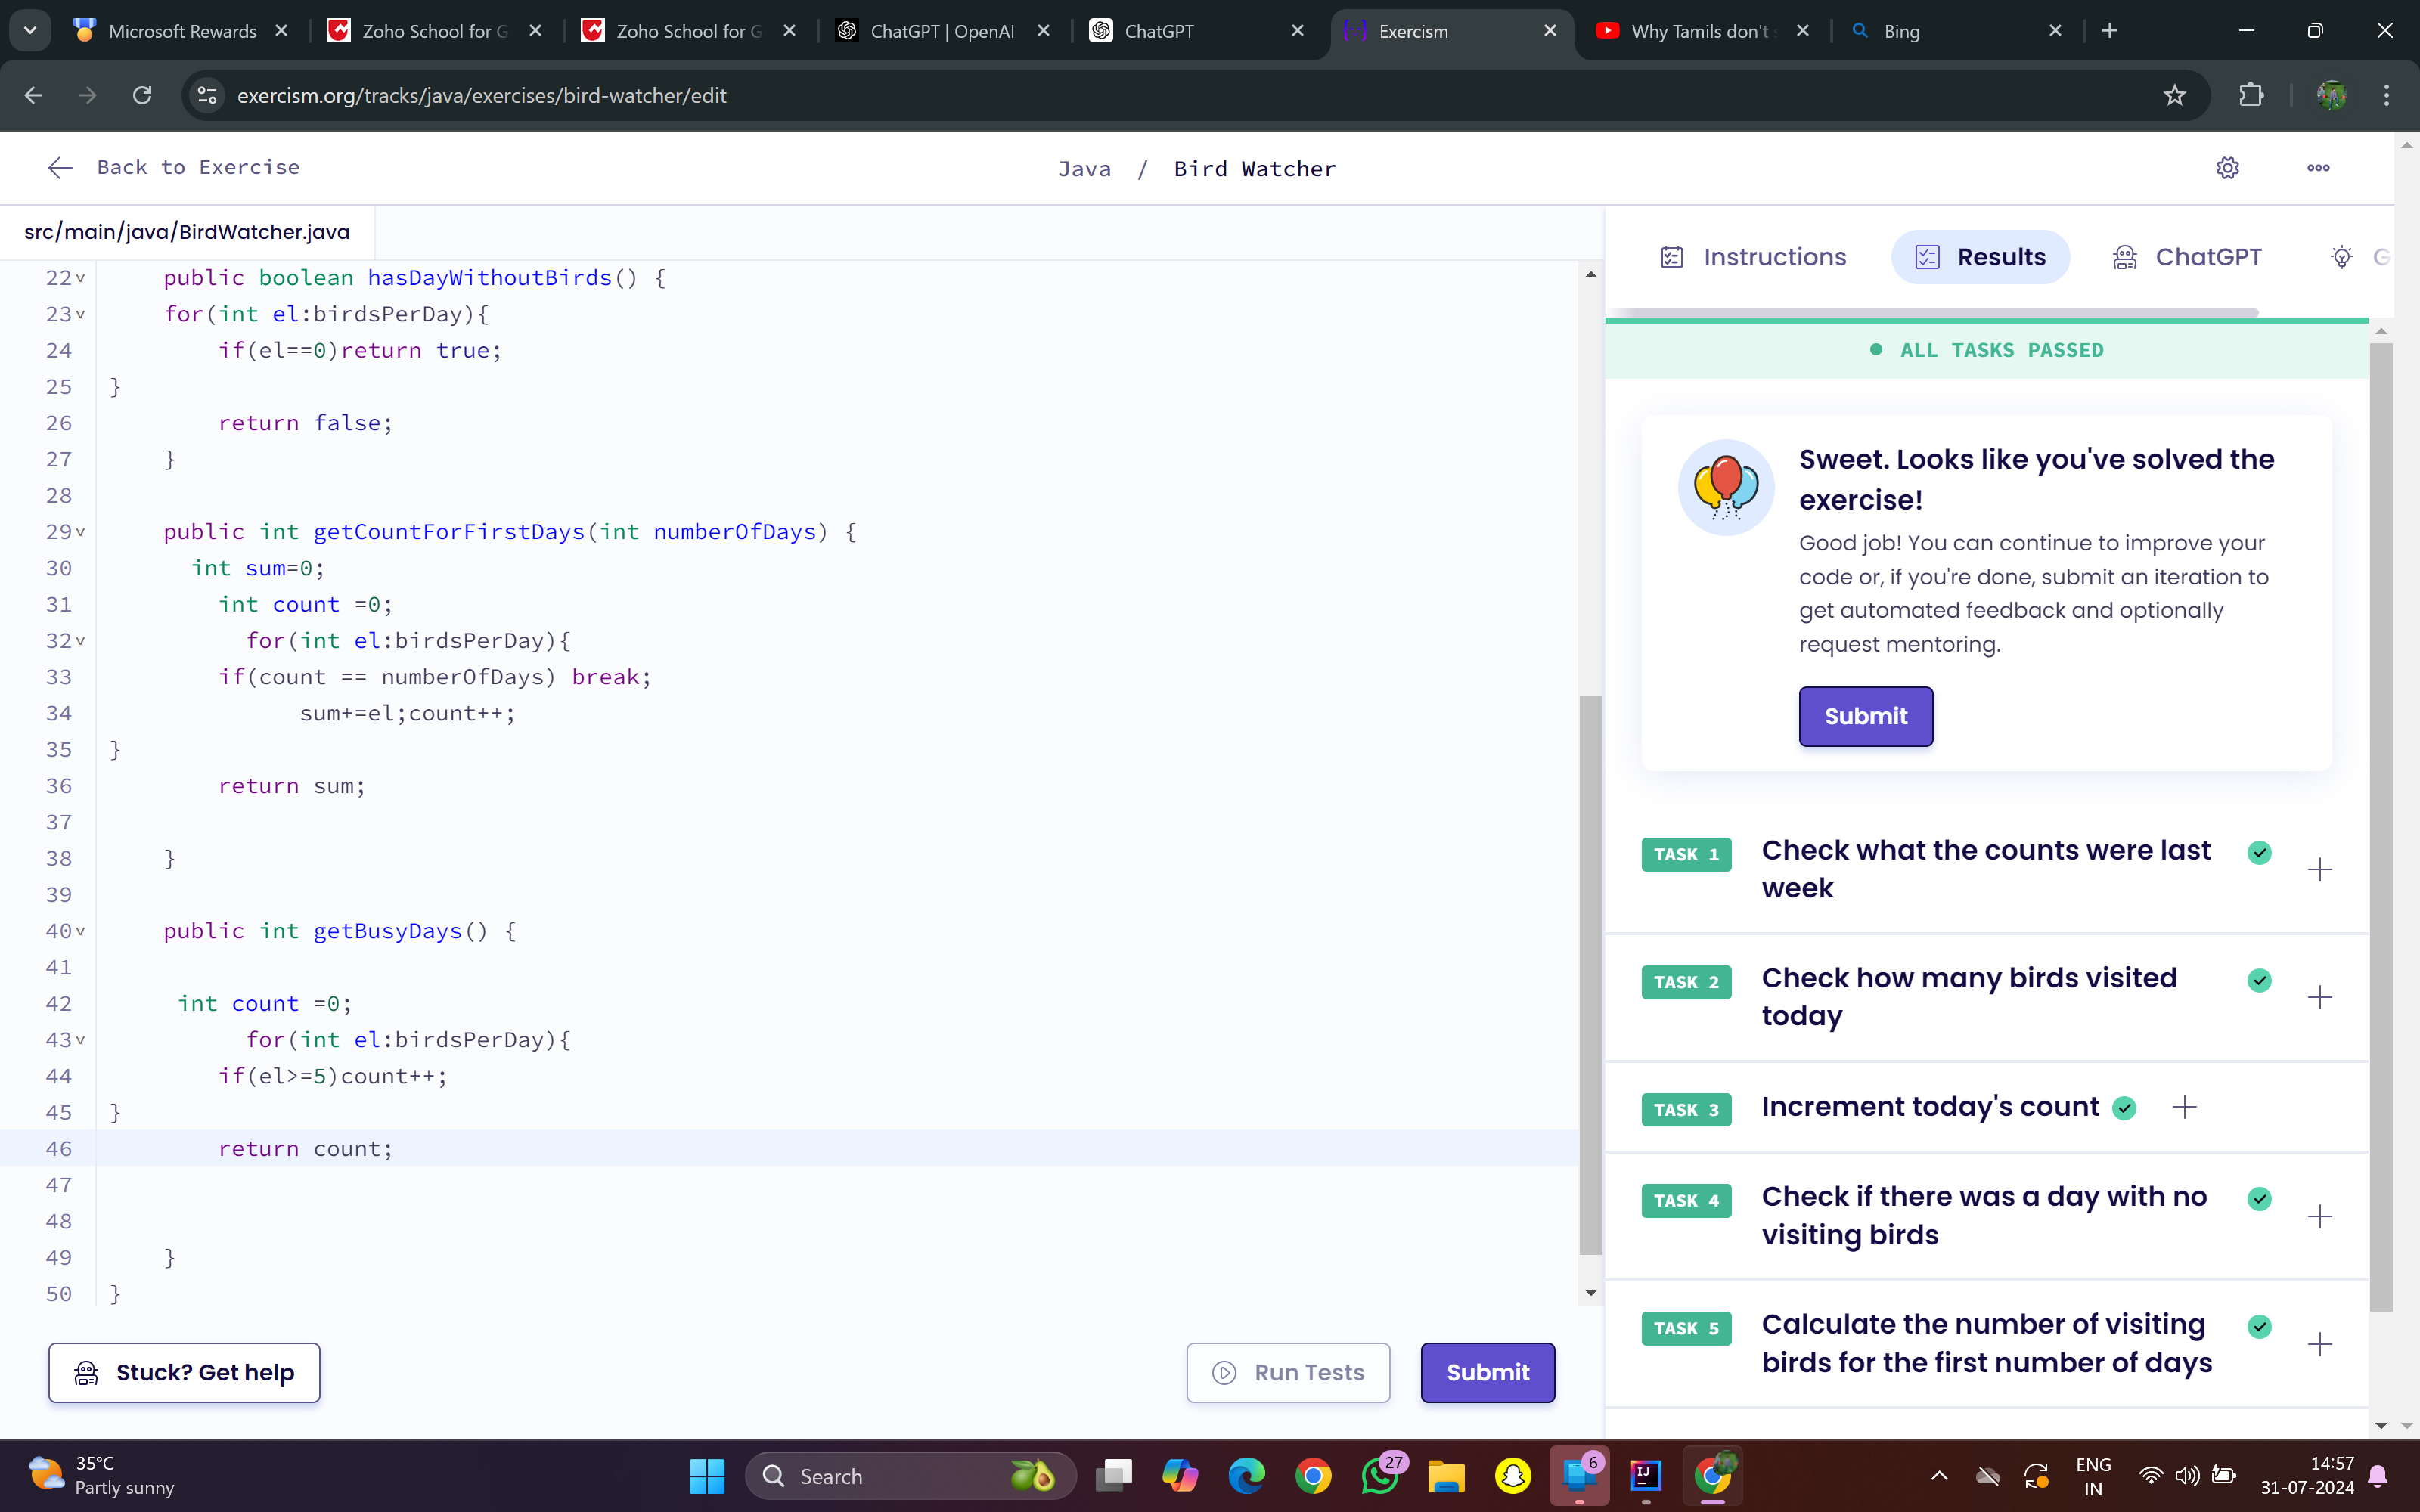 Microsoft Rewards
Zoho School for G
Zoho School for G
ChatGPT | OpenAI
ChatGPT
Exercism
Why Tamils don't
Bing
exercism.org/tracks/java/exercises/bird-watcher/edit
Back to Exercise
Java / Bird Watcher
src/main/java/BirdWatcher.java
22 public boolean hasDayWithoutBirds() {
23 for(int el:birdsPerDay){
24 if(el==0)return true;
25 }
26 return false;
27 }
28
29 public int getCountForFirstDays(int numberOfDays) {
30 int sum=0;
31 int count =0;
32 for(int el:birdsPerDay){
33 if(count == numberOfDays) break;
34 sum+=el;count++;
35 }
36 return sum;
37
38 }
39
40 public int getBusyDays() {
41
42 int count =0;
43 for(int el:birdsPerDay){
44 if(el>=5)count++;
45 }
46 return count;
47
48
49 }
50 }
Stuck? Get help
Run Tests
Submit
Instructions
Results
ChatGPT
G
ALL TASKS PASSED
Sweet. Looks like you've solved the
exercise!
Good job! You can continue to improve your
code or, if you're done, submit an iteration to
get automated feedback and optionally
request mentoring.
Submit
TASK 1 Check what the counts were last
week
TASK 2 Check how many birds visited
today
TASK 3 Increment today's count
TASK 4 Check if there was a day with no
visiting birds
TASK 5 Calculate the number of visiting
birds for the first number of days
35°C
Partly sunny
Search
27
6
IJ
ENG
IN
14:57
31-07-2024